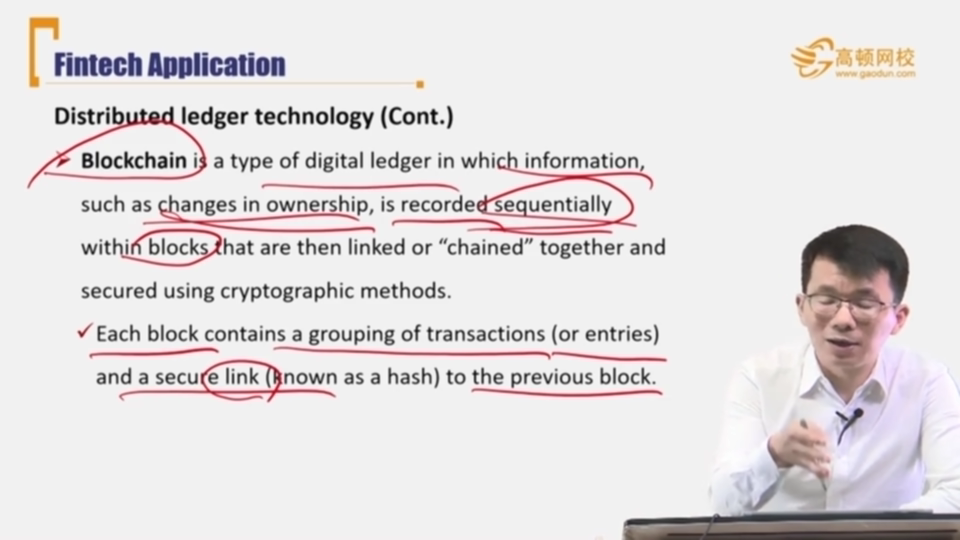 Fintech Application
高顿网校
www.gaodun.com
Distributed ledger technology (Cont.)
➤ Blockchain is a type of digital ledger in which information,
such as changes in ownership, is recorded sequentially
within blocks that are then linked or “chained” together and
secured using cryptographic methods.
✓ Each block contains a grouping of transactions (or entries)
and a secure link (known as a hash) to the previous block.